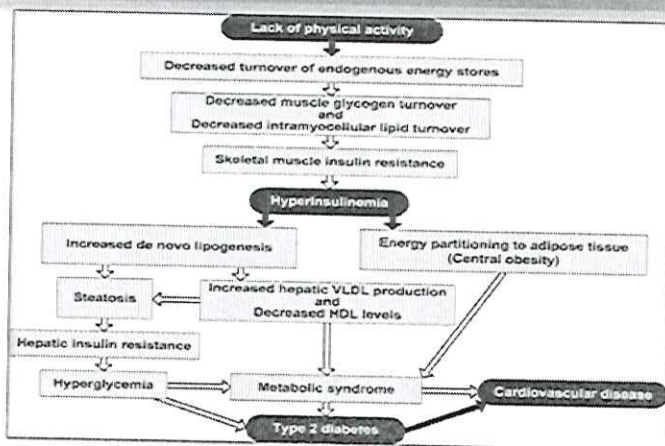 Lack of physical activity
Decreased turnover of endogenous energy stores
Decreased muscle glycogen turnover
and
Decreased intramyocellular lipid turnover
Skeletal muscle insulin resistance
Hyperinsulinemia
Increased de novo lipogenesis
Energy partitioning to adipose tissue
(Central obesity)
Steatosis
Increased hepatic VLDL production
and
Decreased HDL levels
Hepatic insulin resistance
Hyperglycemia
Metabolic syndrome
Cardiovascular disease
Type 2 diabetes